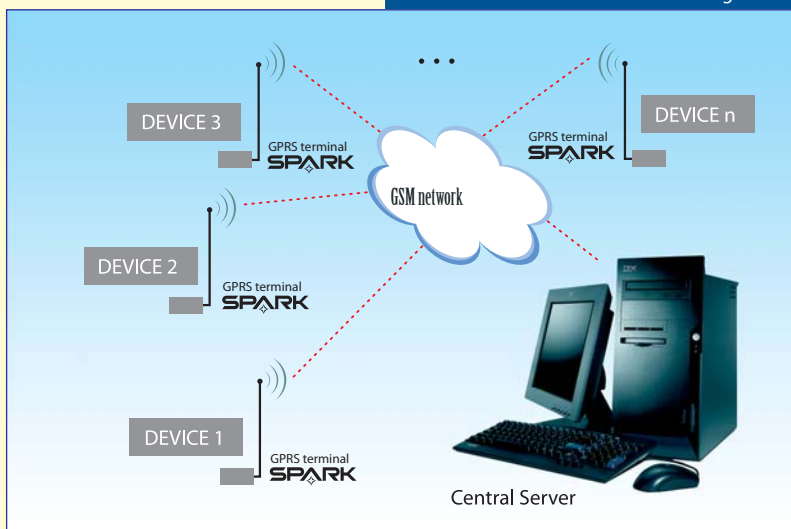 • • •
DEVICE 3
GPRS terminal
SPARK
DEVICE n
GPRS terminal
SPARK
GSM network
DEVICE 2
GPRS terminal
SPARK
IBM
DEVICE 1
GPRS terminal
SPARK
Central Server